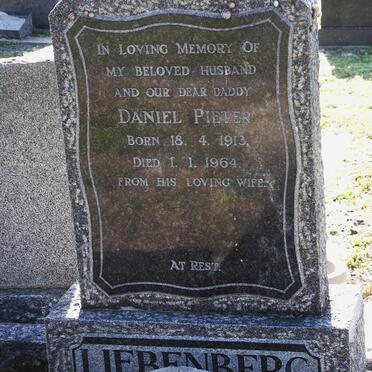 IN LOVING MEMORY OF
MY BELOVED HUSBAND
AND OUR DEAR DADDY
DANIEL PIETER
BORN 18. 4. 1913.
DIED 1. 1. 1964.
FROM HIS LOVING WIFE.
AT REST.
LIEBENBERG